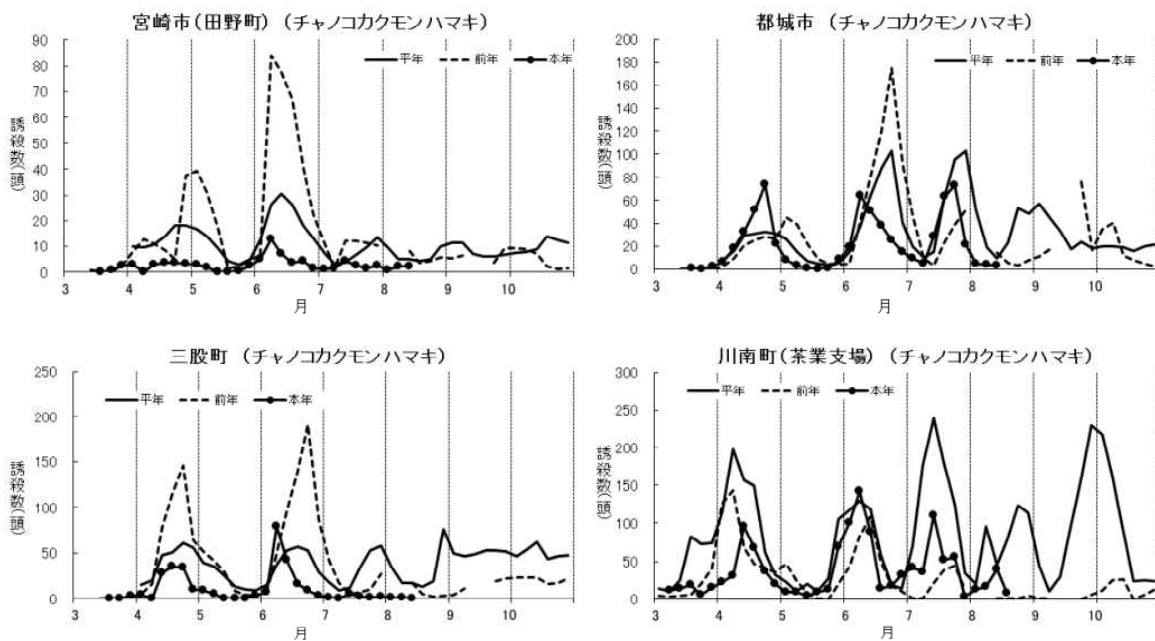 宮崎市(田野町) (チャノコカクモンハマキ)
90
80
70
60
50
40
30
20
10
0
誘殺数(頭)
平年 前年 本年
3 4 5 6 7 8 9 10
月
都城市 (チャノコカクモンハマキ)
200
180
160
140
120
100
80
60
40
20
0
誘殺数(頭)
平年 前年 本年
3 4 5 6 7 8 9 10
月
三股町 (チャノコカクモンハマキ)
250
200
150
100
50
0
誘殺数(頭)
平年 前年 本年
3 4 5 6 7 8 9 10
月
川南町(茶業支場) (チャノコカクモンハマキ)
300
250
200
150
100
50
0
誘殺数(頭)
平年 前年 本年
3 4 5 6 7 8 9 10
月